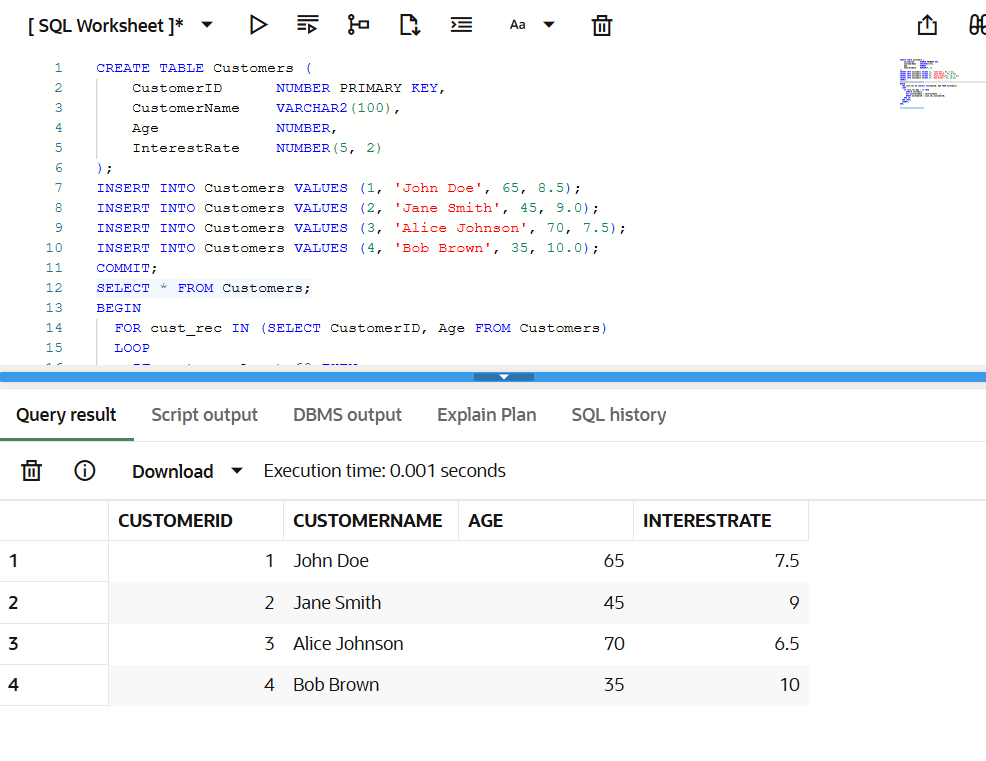 [ SQL Worksheet ]*
Aa
1 CREATE TABLE Customers (
2 CustomerID NUMBER PRIMARY KEY,
3 CustomerName VARCHAR2(100),
4 Age NUMBER,
5 InterestRate NUMBER(5, 2)
6 );
7 INSERT INTO Customers VALUES (1, 'John Doe', 65, 8.5);
8 INSERT INTO Customers VALUES (2, 'Jane Smith', 45, 9.0);
9 INSERT INTO Customers VALUES (3, 'Alice Johnson', 70, 7.5);
10 INSERT INTO Customers VALUES (4, 'Bob Brown', 35, 10.0);
11 COMMIT;
12 SELECT * FROM Customers;
13 BEGIN
14 FOR cust_rec IN (SELECT CustomerID, Age FROM Customers)
15 LOOP
Query result Script output DBMS output Explain Plan SQL history
Download Execution time: 0.001 seconds
CUSTOMERID CUSTOMERNAME AGE INTERESTRATE
1 1 John Doe 65 7.5
2 2 Jane Smith 45 9
3 3 Alice Johnson 70 6.5
4 4 Bob Brown 35 10